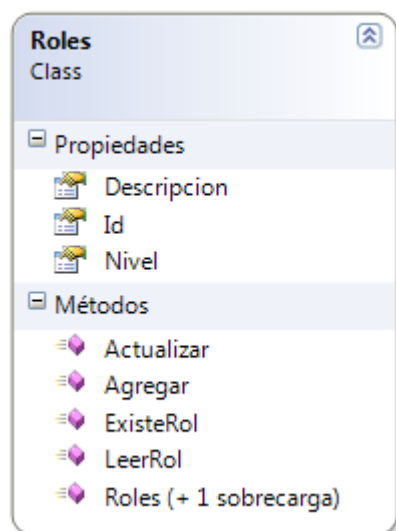 Roles
Class
Propiedades
Descripcion
Id
Nivel
Métodos
Actualizar
Agregar
ExisteRol
LeerRol
Roles (+ 1 sobrecarga)